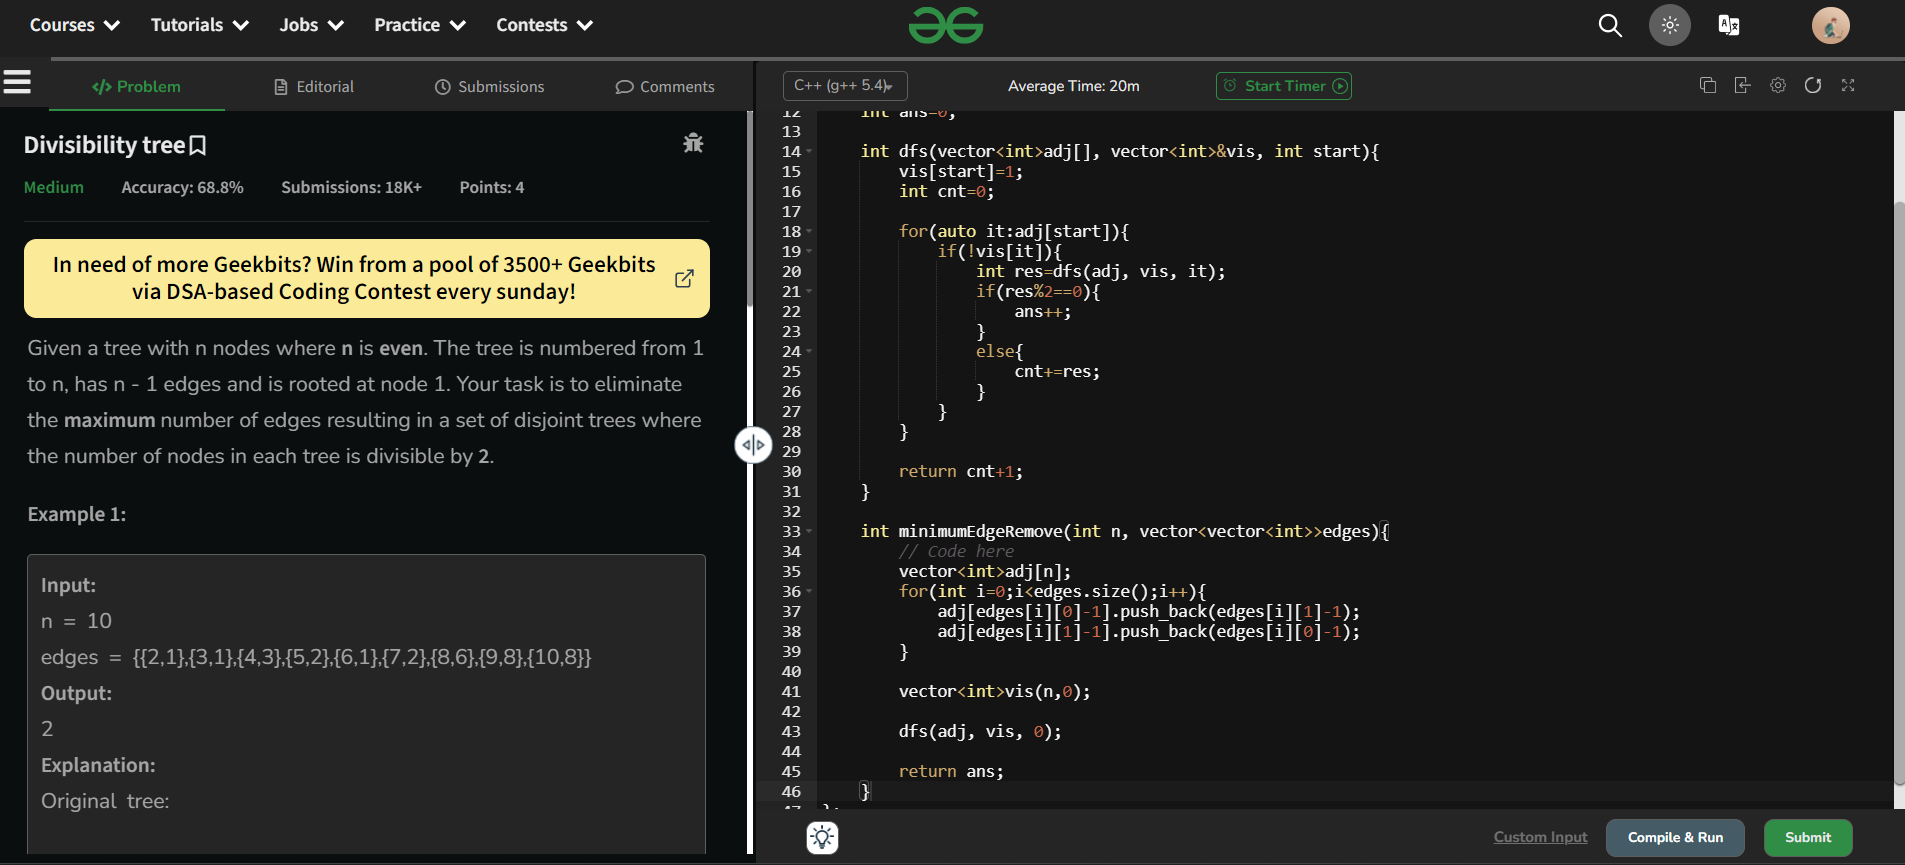 Courses Tutorials Jobs Practice Contests
</> Problem Editorial Submissions Comments
Divisibility tree
Medium Accuracy: 68.8% Submissions: 18K+ Points: 4
In need of more Geekbits? Win from a pool of 3500+ Geekbits
via DSA-based Coding Contest every sunday!
Given a tree with n nodes where n is even. The tree is numbered from 1
to n, has n - 1 edges and is rooted at node 1. Your task is to eliminate
the maximum number of edges resulting in a set of disjoint trees where
the number of nodes in each tree is divisible by 2.
Example 1:
Input:
n = 10
edges = {{2,1},{3,1},{4,3},{5,2},{6,1},{7,2},{8,6},{9,8},{10,8}}
Output:
2
Explanation:
Original tree:
C++ (g++ 5.4) Average Time: 20m Start Timer
12 int ans=0;
13
14 int dfs(vector<int>adj[], vector<int>&vis, int start){
15 vis[start]=1;
16 int cnt=0;
17
18 for(auto it:adj[start]){
19 if(!vis[it]){
20 int res=dfs(adj, vis, it);
21 if(res%2==0){
22 ans++;
23 }
24 else{
25 cnt+=res;
26 }
27 }
28 }
29
30 return cnt+1;
31 }
32
33 int minimumEdgeRemove(int n, vector<vector<int>>edges){
34 // Code here
35 vector<int>adj[n];
36 for(int i=0;i<edges.size();i++){
37 adj[edges[i][0]-1].push_back(edges[i][1]-1);
38 adj[edges[i][1]-1].push_back(edges[i][0]-1);
39 }
40
41 vector<int>vis(n,0);
42
43 dfs(adj, vis, 0);
44
45 return ans;
46 }
47 };
Custom Input Compile & Run Submit